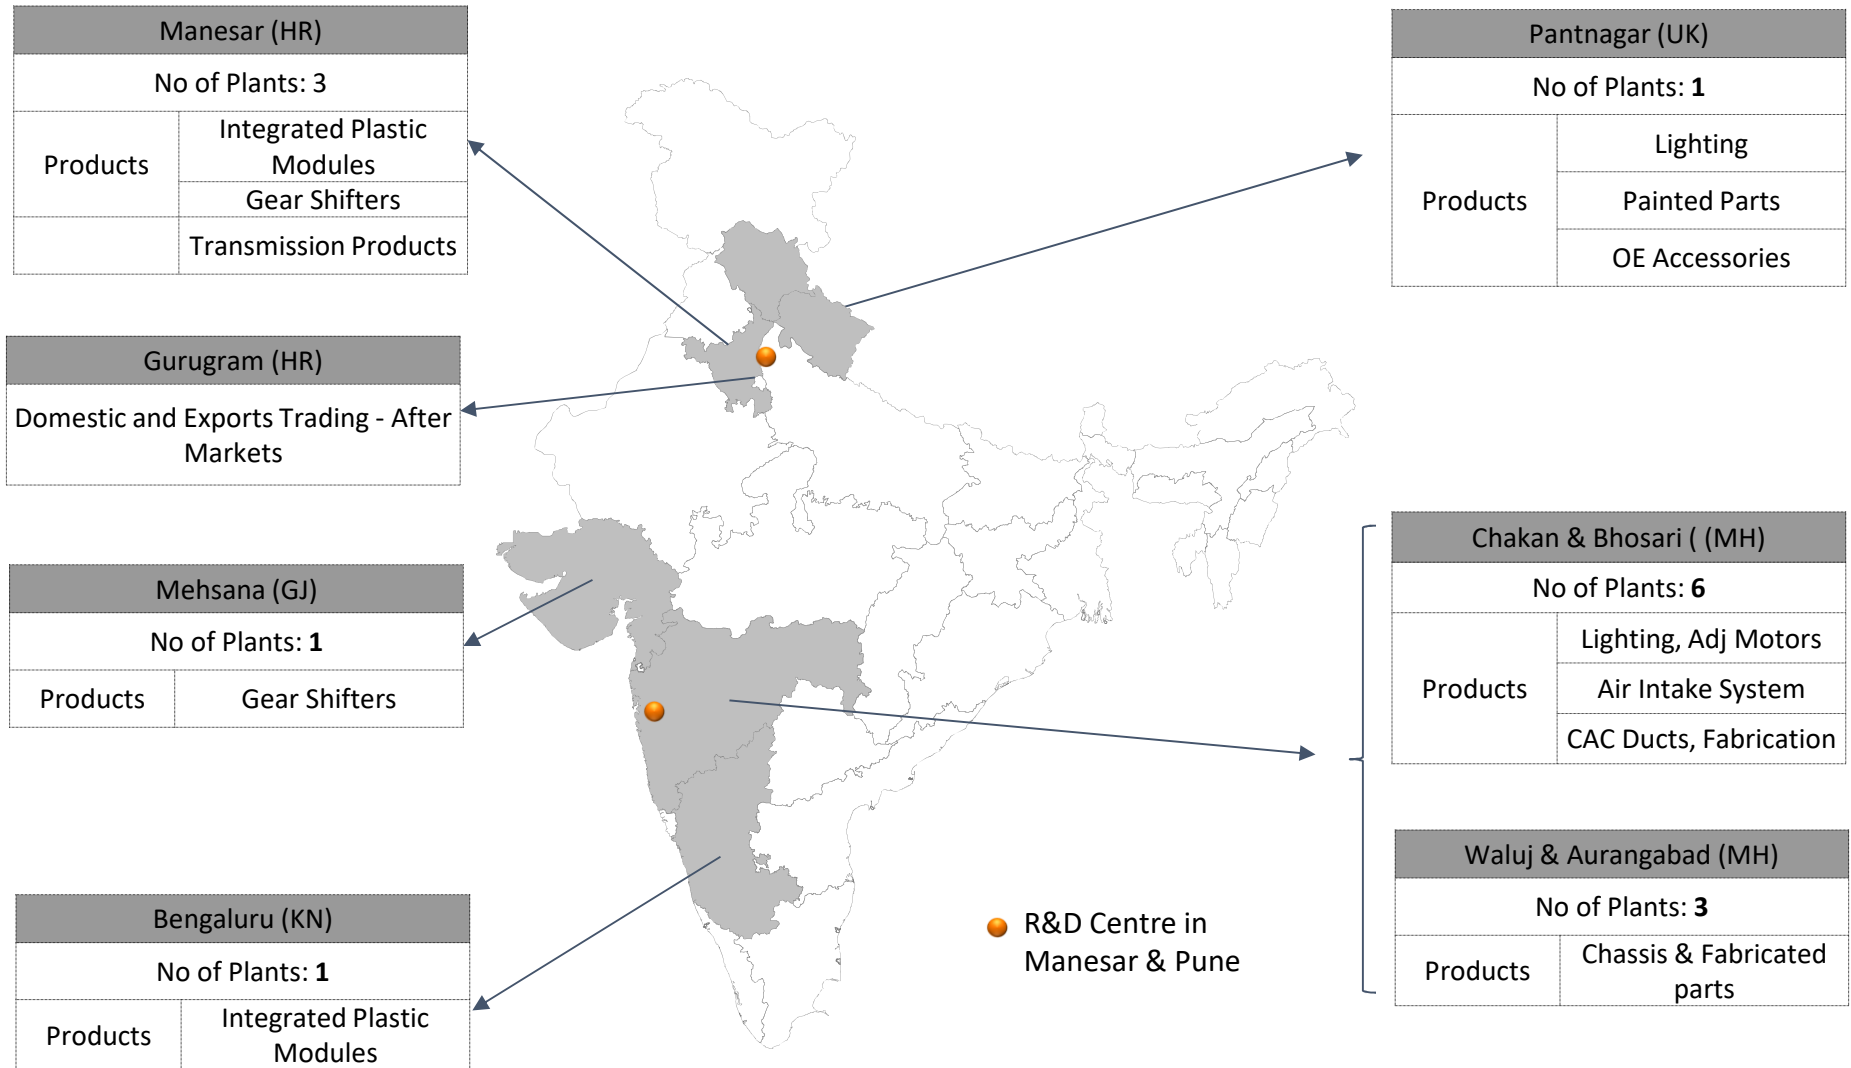 Manesar (HR)
No of Plants: 3
Products
Integrated Plastic
Modules
Gear Shifters
Transmission Products
Gurugram (HR)
Domestic and Exports Trading - After
Markets
Mehsana (GJ)
No of Plants: 1
Products
Gear Shifters
Bengaluru (KN)
No of Plants: 1
Products
Integrated Plastic
Modules
Pantnagar (UK)
No of Plants: 1
Products
Lighting
Painted Parts
OE Accessories
Chakan & Bhosari ( (MH)
No of Plants: 6
Products
Lighting, Adj Motors
Air Intake System
CAC Ducts, Fabrication
Waluj & Aurangabad (MH)
No of Plants: 3
Products
Chassis & Fabricated
parts
R&D Centre in
Manesar & Pune